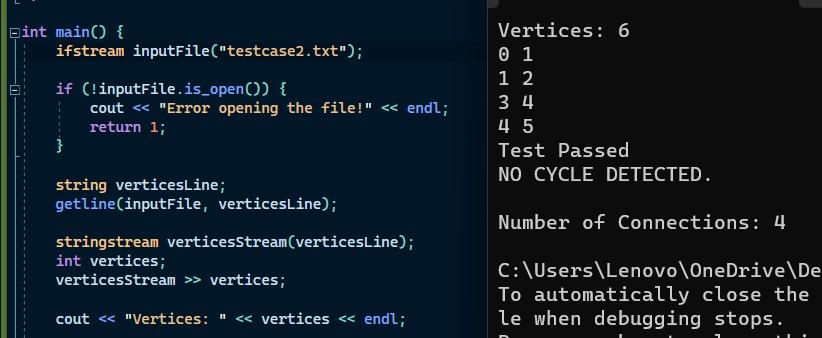 int main() {
ifstream inputFile("testcase2.txt");
if (!inputFile.is_open()) {
cout << "Error opening the file!" << endl;
return 1;
}
string verticesLine;
getline(inputFile, verticesLine);
stringstream verticesStream(verticesLine);
int vertices;
verticesStream >> vertices;
cout << "Vertices: " << vertices << endl;
Vertices: 6
0 1
1 2
3 4
4 5
Test Passed
NO CYCLE DETECTED.
Number of Connections: 4
C:\Users\Lenovo\OneDrive\De
To automatically close the
le when debugging stops.